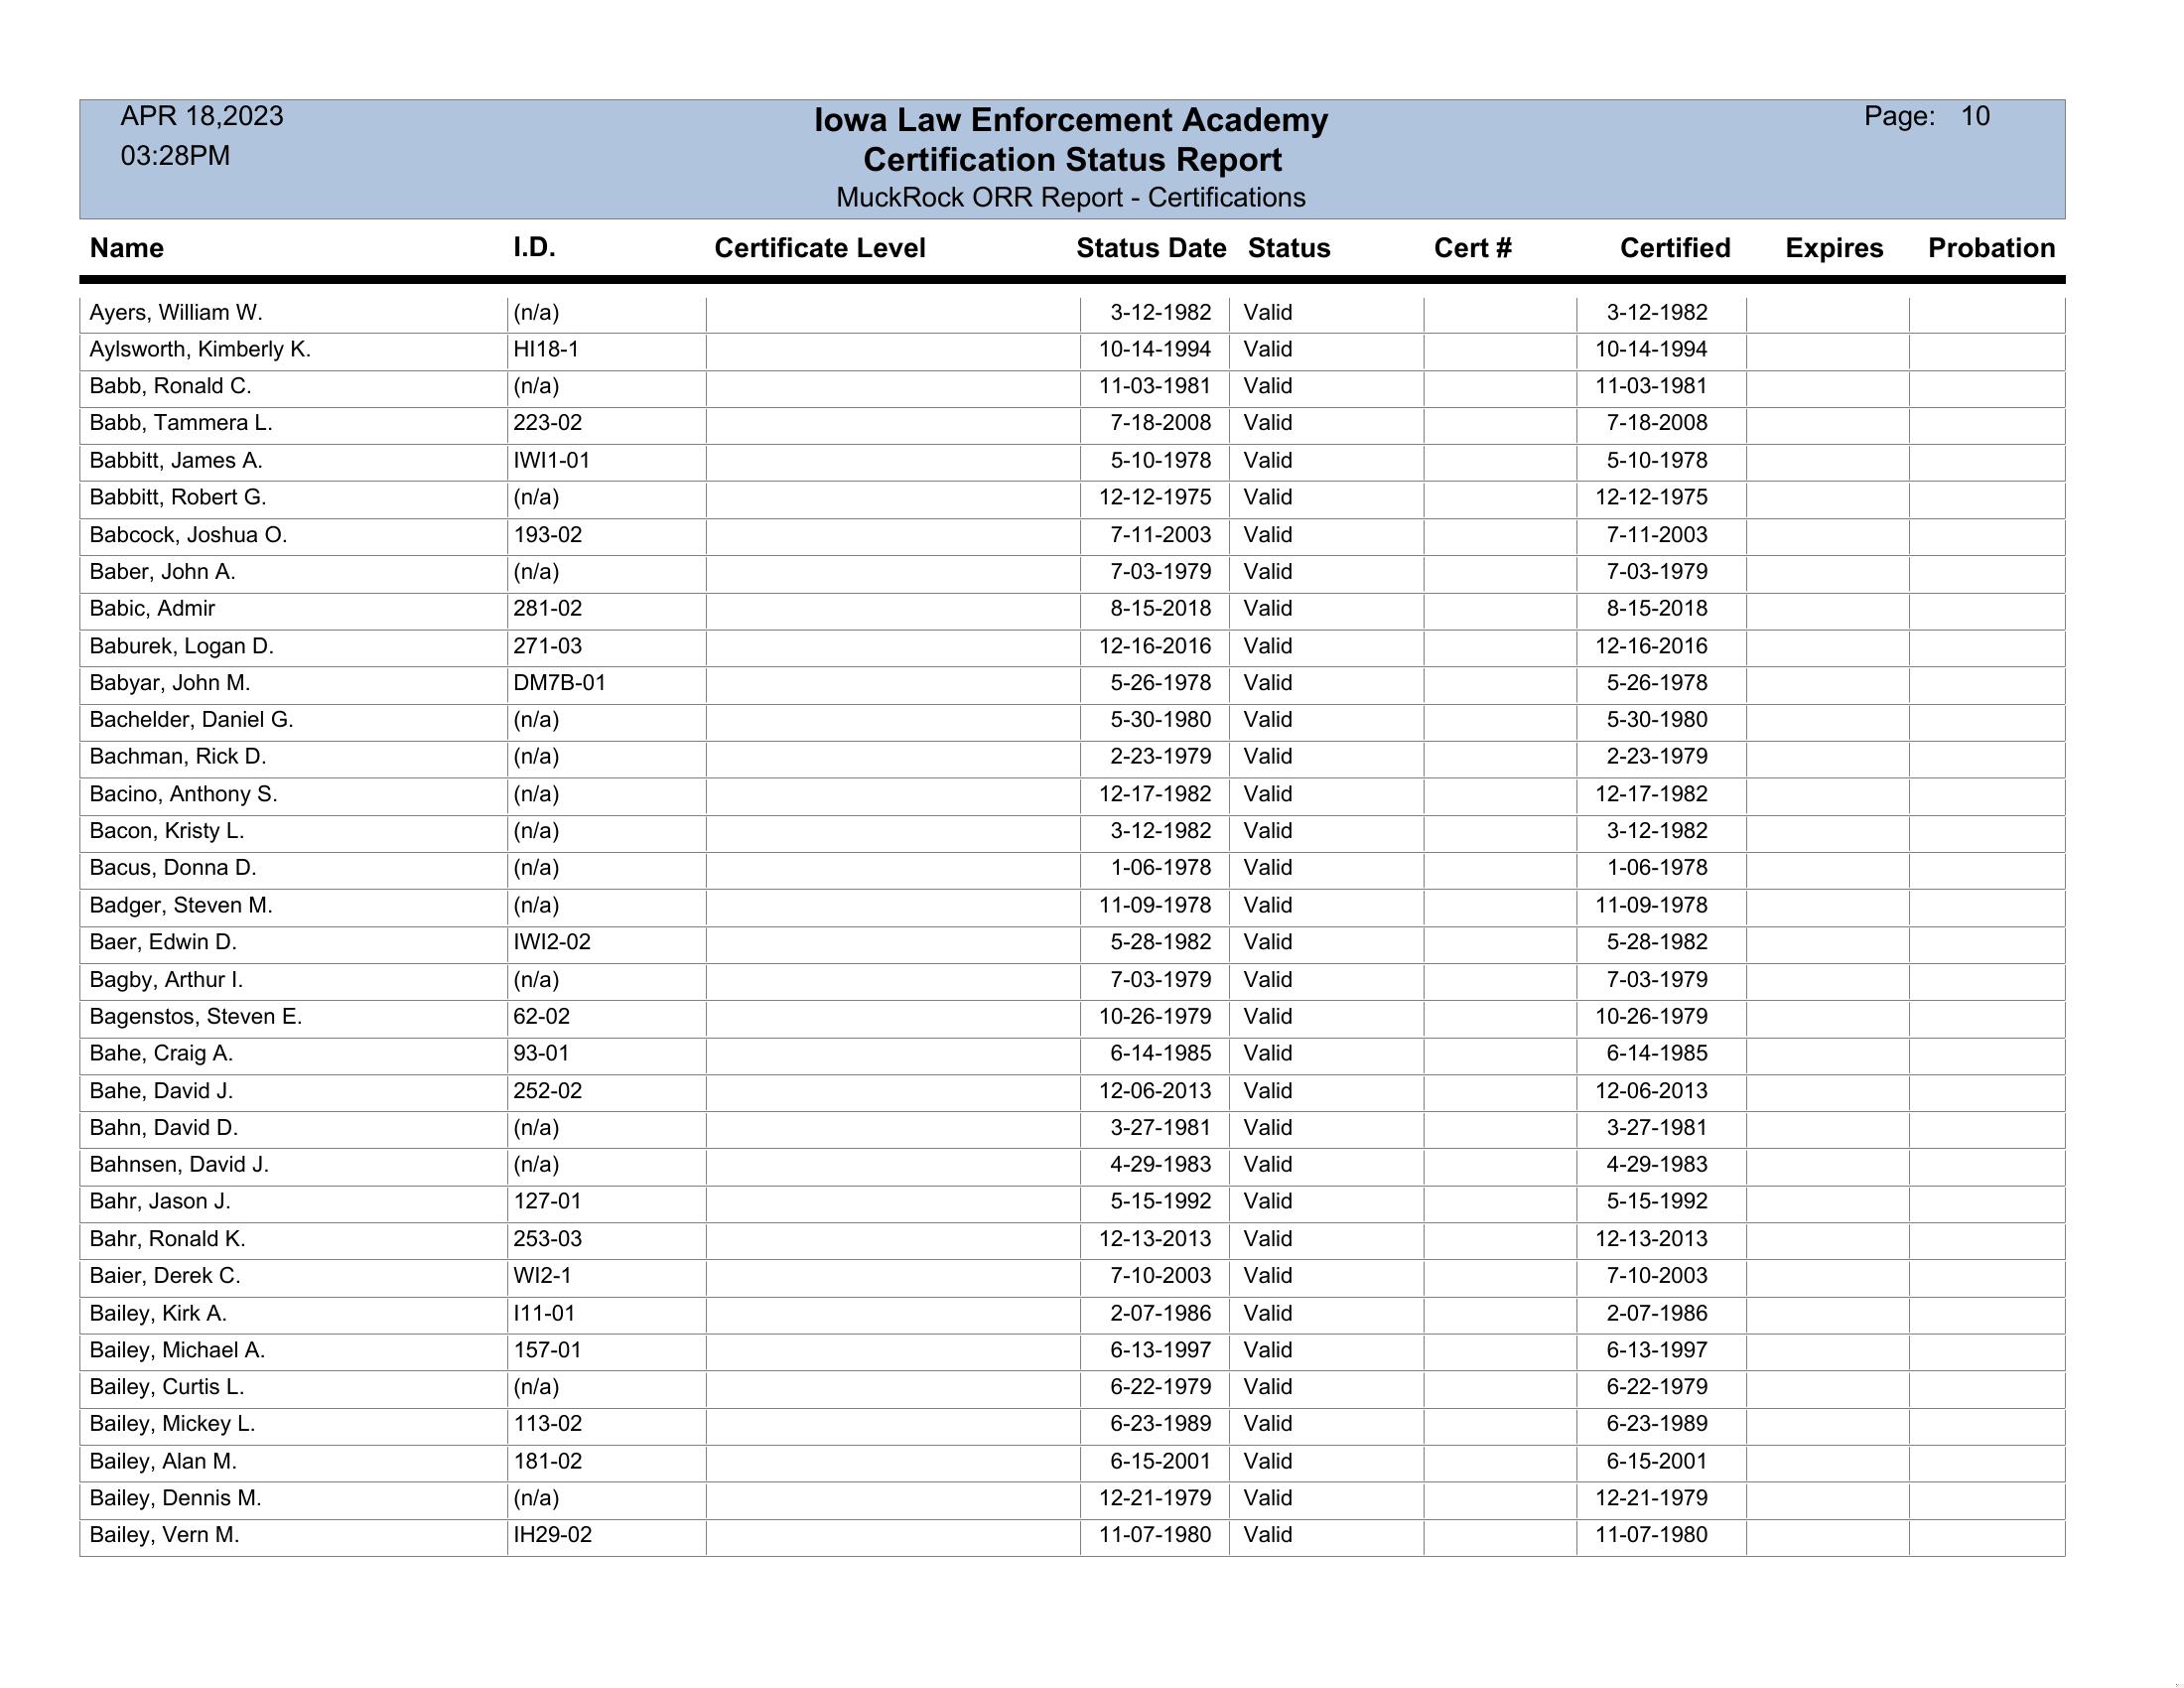 APR 18,2023
03:28PM
Iowa Law Enforcement Academy
Certification Status Report
MuckRock ORR Report - Certifications
Page: 10
Name I.D. Certificate Level Status Date Status Cert # Certified Expires Probation
Ayers, William W. (n/a) 3-12-1982 Valid 3-12-1982
Aylsworth, Kimberly K. HI18-1 10-14-1994 Valid 10-14-1994
Babb, Ronald C. (n/a) 11-03-1981 Valid 11-03-1981
Babb, Tammera L. 223-02 7-18-2008 Valid 7-18-2008
Babbitt, James A. IWI1-01 5-10-1978 Valid 5-10-1978
Babbitt, Robert G. (n/a) 12-12-1975 Valid 12-12-1975
Babcock, Joshua O. 193-02 7-11-2003 Valid 7-11-2003
Baber, John A. (n/a) 7-03-1979 Valid 7-03-1979
Babic, Admir 281-02 8-15-2018 Valid 8-15-2018
Baburek, Logan D. 271-03 12-16-2016 Valid 12-16-2016
Babyar, John M. DM7B-01 5-26-1978 Valid 5-26-1978
Bachelder, Daniel G. (n/a) 5-30-1980 Valid 5-30-1980
Bachman, Rick D. (n/a) 2-23-1979 Valid 2-23-1979
Bacino, Anthony S. (n/a) 12-17-1982 Valid 12-17-1982
Bacon, Kristy L. (n/a) 3-12-1982 Valid 3-12-1982
Bacus, Donna D. (n/a) 1-06-1978 Valid 1-06-1978
Badger, Steven M. (n/a) 11-09-1978 Valid 11-09-1978
Baer, Edwin D. IWI2-02 5-28-1982 Valid 5-28-1982
Bagby, Arthur I. (n/a) 7-03-1979 Valid 7-03-1979
Bagenstos, Steven E. 62-02 10-26-1979 Valid 10-26-1979
Bahe, Craig A. 93-01 6-14-1985 Valid 6-14-1985
Bahe, David J. 252-02 12-06-2013 Valid 12-06-2013
Bahn, David D. (n/a) 3-27-1981 Valid 3-27-1981
Bahnsen, David J. (n/a) 4-29-1983 Valid 4-29-1983
Bahr, Jason J. 127-01 5-15-1992 Valid 5-15-1992
Bahr, Ronald K. 253-03 12-13-2013 Valid 12-13-2013
Baier, Derek C. WI2-1 7-10-2003 Valid 7-10-2003
Bailey, Kirk A. I11-01 2-07-1986 Valid 2-07-1986
Bailey, Michael A. 157-01 6-13-1997 Valid 6-13-1997
Bailey, Curtis L. (n/a) 6-22-1979 Valid 6-22-1979
Bailey, Mickey L. 113-02 6-23-1989 Valid 6-23-1989
Bailey, Alan M. 181-02 6-15-2001 Valid 6-15-2001
Bailey, Dennis M. (n/a) 12-21-1979 Valid 12-21-1979
Bailey, Vern M. IH29-02 11-07-1980 Valid 11-07-1980